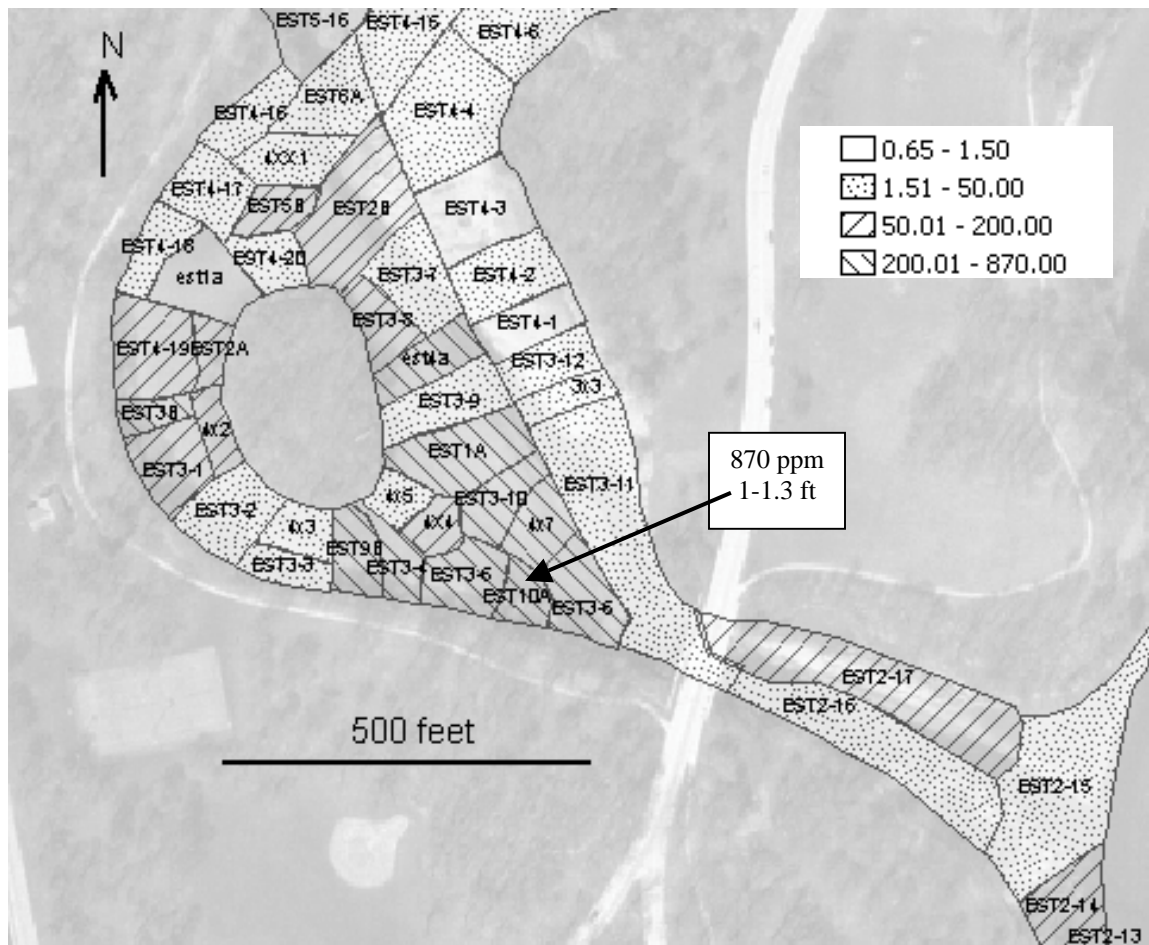 EST5-16
EST4-15
EST4-6
N
EST6A
EST4-16
EST4-4
4XX1
EST4-17
EST5B
EST2B
EST4-3
EST4-18
EST4-20
est1a
EST3-7
EST4-2
0.65 - 1.50
1.51 - 50.00
50.01 - 200.00
200.01 - 870.00
EST3-8
EST4-1
EST4-19
EST2A
est4a
EST3-12
3X3
EST3-9
EST3B
4X2
EST3-1
EST1A
870 ppm
1-1.3 ft
EST3-11
4X5
EST3-10
EST3-2
4X3
4X4
4X7
EST9B
EST3-3
EST3-4
EST3-5
EST10A
EST3-6
EST2-17
EST2-16
500 feet
EST2-15
EST2-14
EST2-13